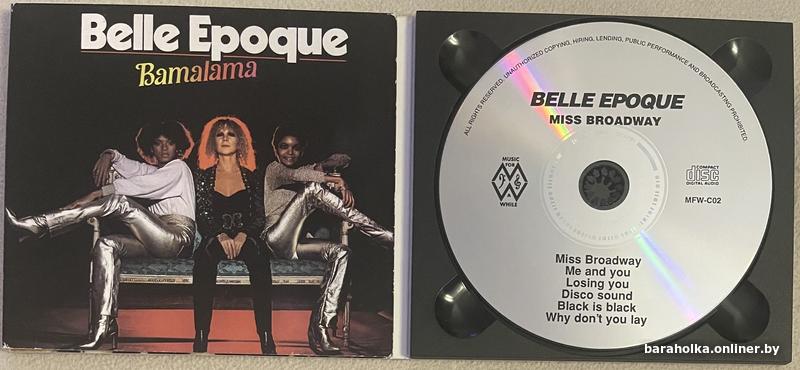 Belle Epoque
Bamalama
ALL RIGHTS RESERVED, UNAUTHORIZED COPYING, HIRING, LENDING, PUBLIC PERFORMANCE AND BROADCASTING PROHIBITED.
BELLE EPOQUE
MISS BROADWAY
MUSIC
FOR
A
WHILE
COMPACT
disc
DIGITAL AUDIO
MFW-C02
Miss Broadway
Me and you
Losing you
Disco sound
Black is black
Why don't you lay
baraholka.onliner.by